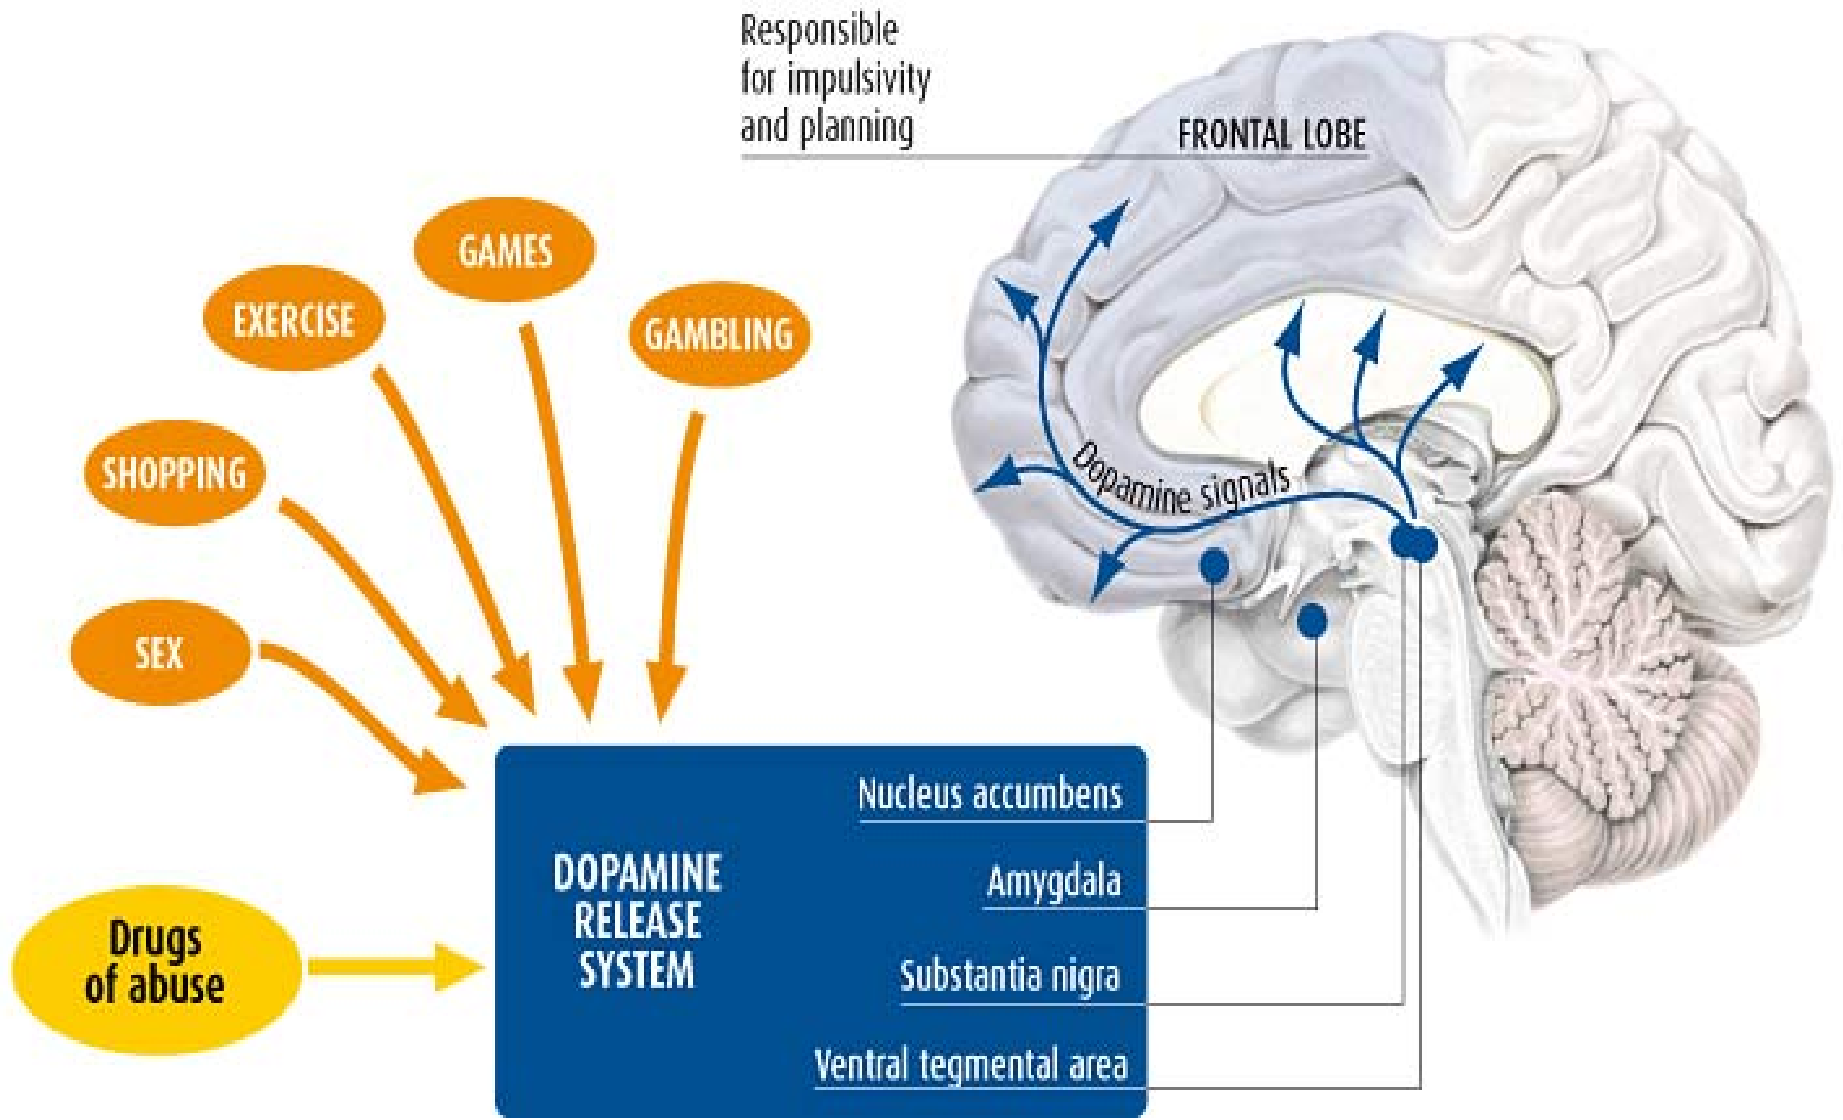 Responsible
for impulsivity
and planning
FRONTAL LOBE
GAMES
EXERCISE
GAMBLING
SHOPPING
SEX
Dopamine signals
Drugs
of abuse
DOPAMINE
RELEASE
SYSTEM
Nucleus accumbens
Amygdala
Substantia nigra
Ventral tegmental area